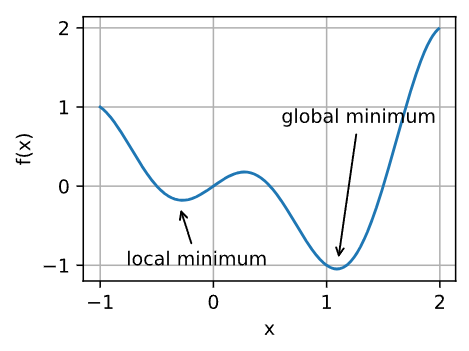 2
1
global minimum
f(x)
0
local minimum
−1
−1 0 1 2
x